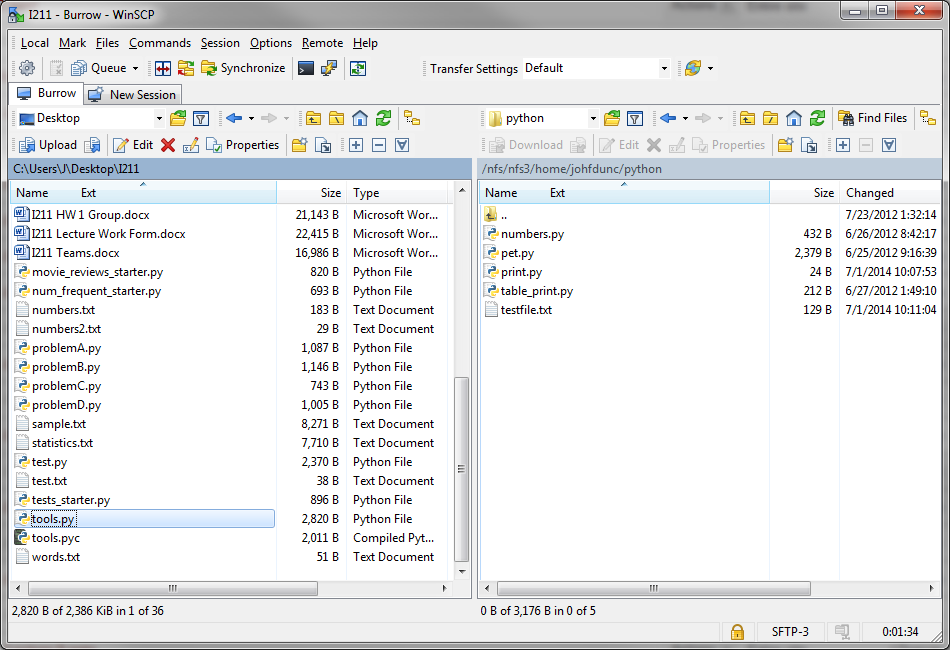 I211 - Burrow - WinSCP
Local Mark Files Commands Session Options Remote Help
Queue Synchronize Transfer Settings Default
Burrow New Session
Desktop python Find Files
Upload Edit Properties Download Edit Properties
C:\Users\J\Desktop\I211 /nfs/nfs3/home/johfdunc/python
Name Ext Size Type Name Ext Size Changed
I211 HW 1 Group.docx 21,143 B Microsoft Wor... .. 7/23/2012 1:32:14
I211 Lecture Work Form.docx 22,415 B Microsoft Wor... numbers.py 432 B 6/26/2012 8:42:17
I211 Teams.docx 16,986 B Microsoft Wor... pet.py 2,379 B 6/25/2012 9:16:39
movie_reviews_starter.py 820 B Python File print.py 24 B 7/1/2014 10:07:53
num_frequent_starter.py 693 B Python File table_print.py 212 B 6/27/2012 1:49:10
numbers.txt 183 B Text Document testfile.txt 129 B 7/1/2014 10:11:04
numbers2.txt 29 B Text Document
problemA.py 1,087 B Python File
problemB.py 1,146 B Python File
problemC.py 743 B Python File
problemD.py 1,005 B Python File
sample.txt 8,271 B Text Document
statistics.txt 7,710 B Text Document
test.py 2,370 B Python File
test.txt 38 B Text Document
tests_starter.py 896 B Python File
tools.py 2,820 B Python File
tools.pyc 2,011 B Compiled Pyt...
words.txt 51 B Text Document
2,820 B of 2,386 KiB in 1 of 36 0 B of 3,176 B in 0 of 5
SFTP-3 0:01:34